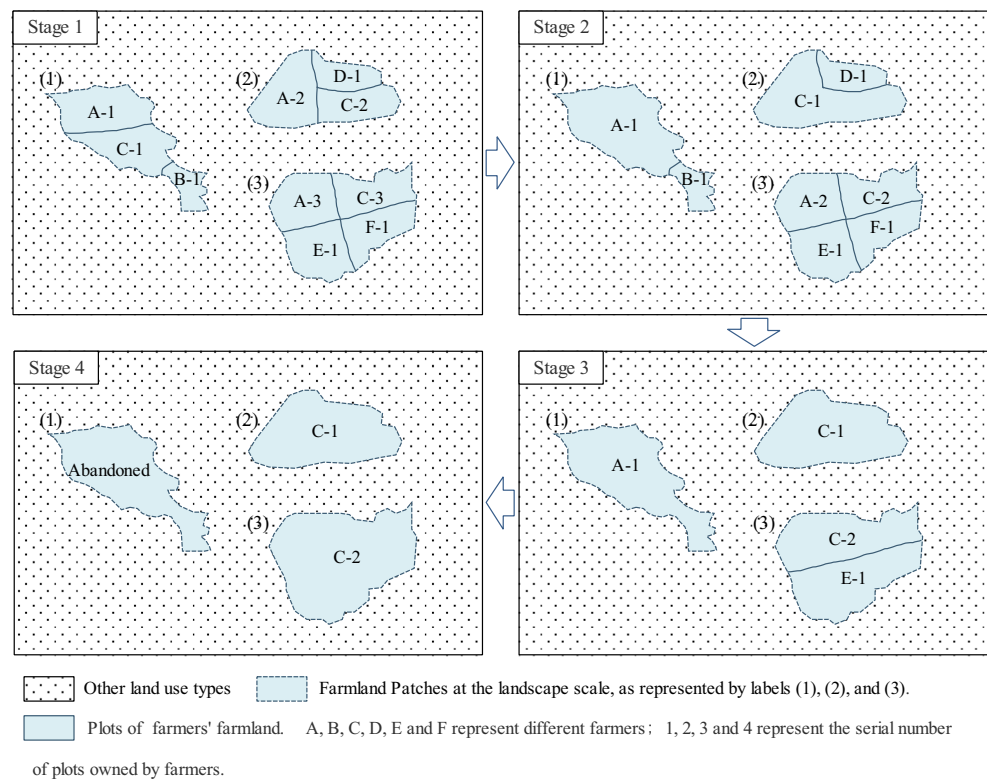 Stage 1
(1)
A-1
C-1
B-1
(2)
A-2
D-1
C-2
(3)
A-3
C-3
E-1
F-1
Stage 2
(1)
A-1
B-1
(2)
C-1
D-1
(3)
A-2
C-2
E-1
F-1
Stage 4
(1)
Abandoned
(2)
C-1
(3)
C-2
Stage 3
(1)
A-1
(2)
C-1
(3)
C-2
E-1
Other land use types Farmland Patches at the landscape scale, as represented by labels (1), (2), and (3).
Plots of farmers' farmland. A, B, C, D, E and F represent different farmers; 1, 2, 3 and 4 represent the serial number
of plots owned by farmers.